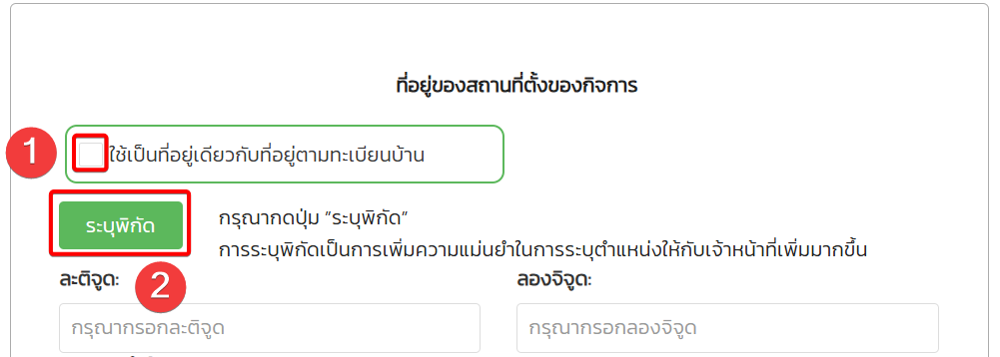 ที่อยู่ของสถานที่ตั้งของกิจการ
1
ใช้เป็นที่อยู่เดียวกับที่อยู่ตามทะเบียนบ้าน
ระบุพิกัด
กรุณากดปุ่ม "ระบุพิกัด"
การระบุพิกัดเป็นการเพิ่มความแม่นยำในการระบุตำแหน่งให้กับเจ้าหน้าที่เพิ่มมากขึ้น
ละติจูด:
2
ลองจิจูด:
กรุณากรอกละติจูด
กรุณากรอกลองจิจูด